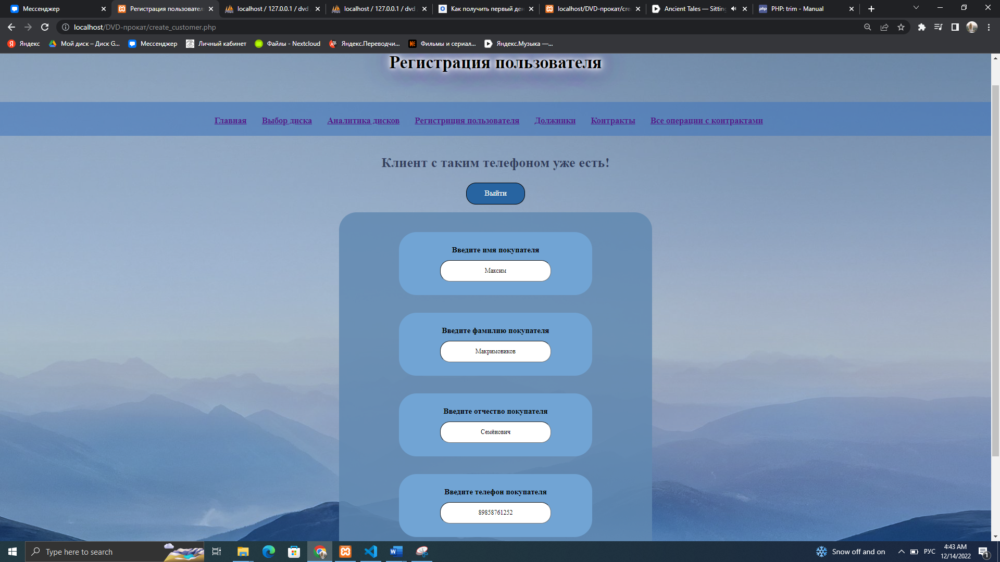 Мессенджер
Регистрация пользовател
localhost / 127.0.0.1 / dvd
localhost / 127.0.0.1 / dvd
Как получить первый ден
localhost/DVD-прокат/cre
Ancient Tales — Sitting
PHP: trim - Manual
localhost/DVD-прокат/create_customer.php
Яндекс
Мой диск – Диск G...
Мессенджер
Личный кабинет
Файлы - Nextcloud
Яндекс.Переводчи...
Фильмы и сериал...
Яндекс.Музыка —...
Регистрация пользователя
Главная
Выбор диска
Аналитика дисков
Регистриция пользователя
Должники
Контракты
Все операции с контрактами
Клиент с таким телефоном уже есть!
Выйти
Введите имя покупателя
Максим
Введите фамилию покупателя
Макримовиков
Введите отчество покупателя
Семёнович
Введите телефон покупателя
89858761252
Type here to search
Snow off and on
РУС
4:43 AM
12/14/2022
1